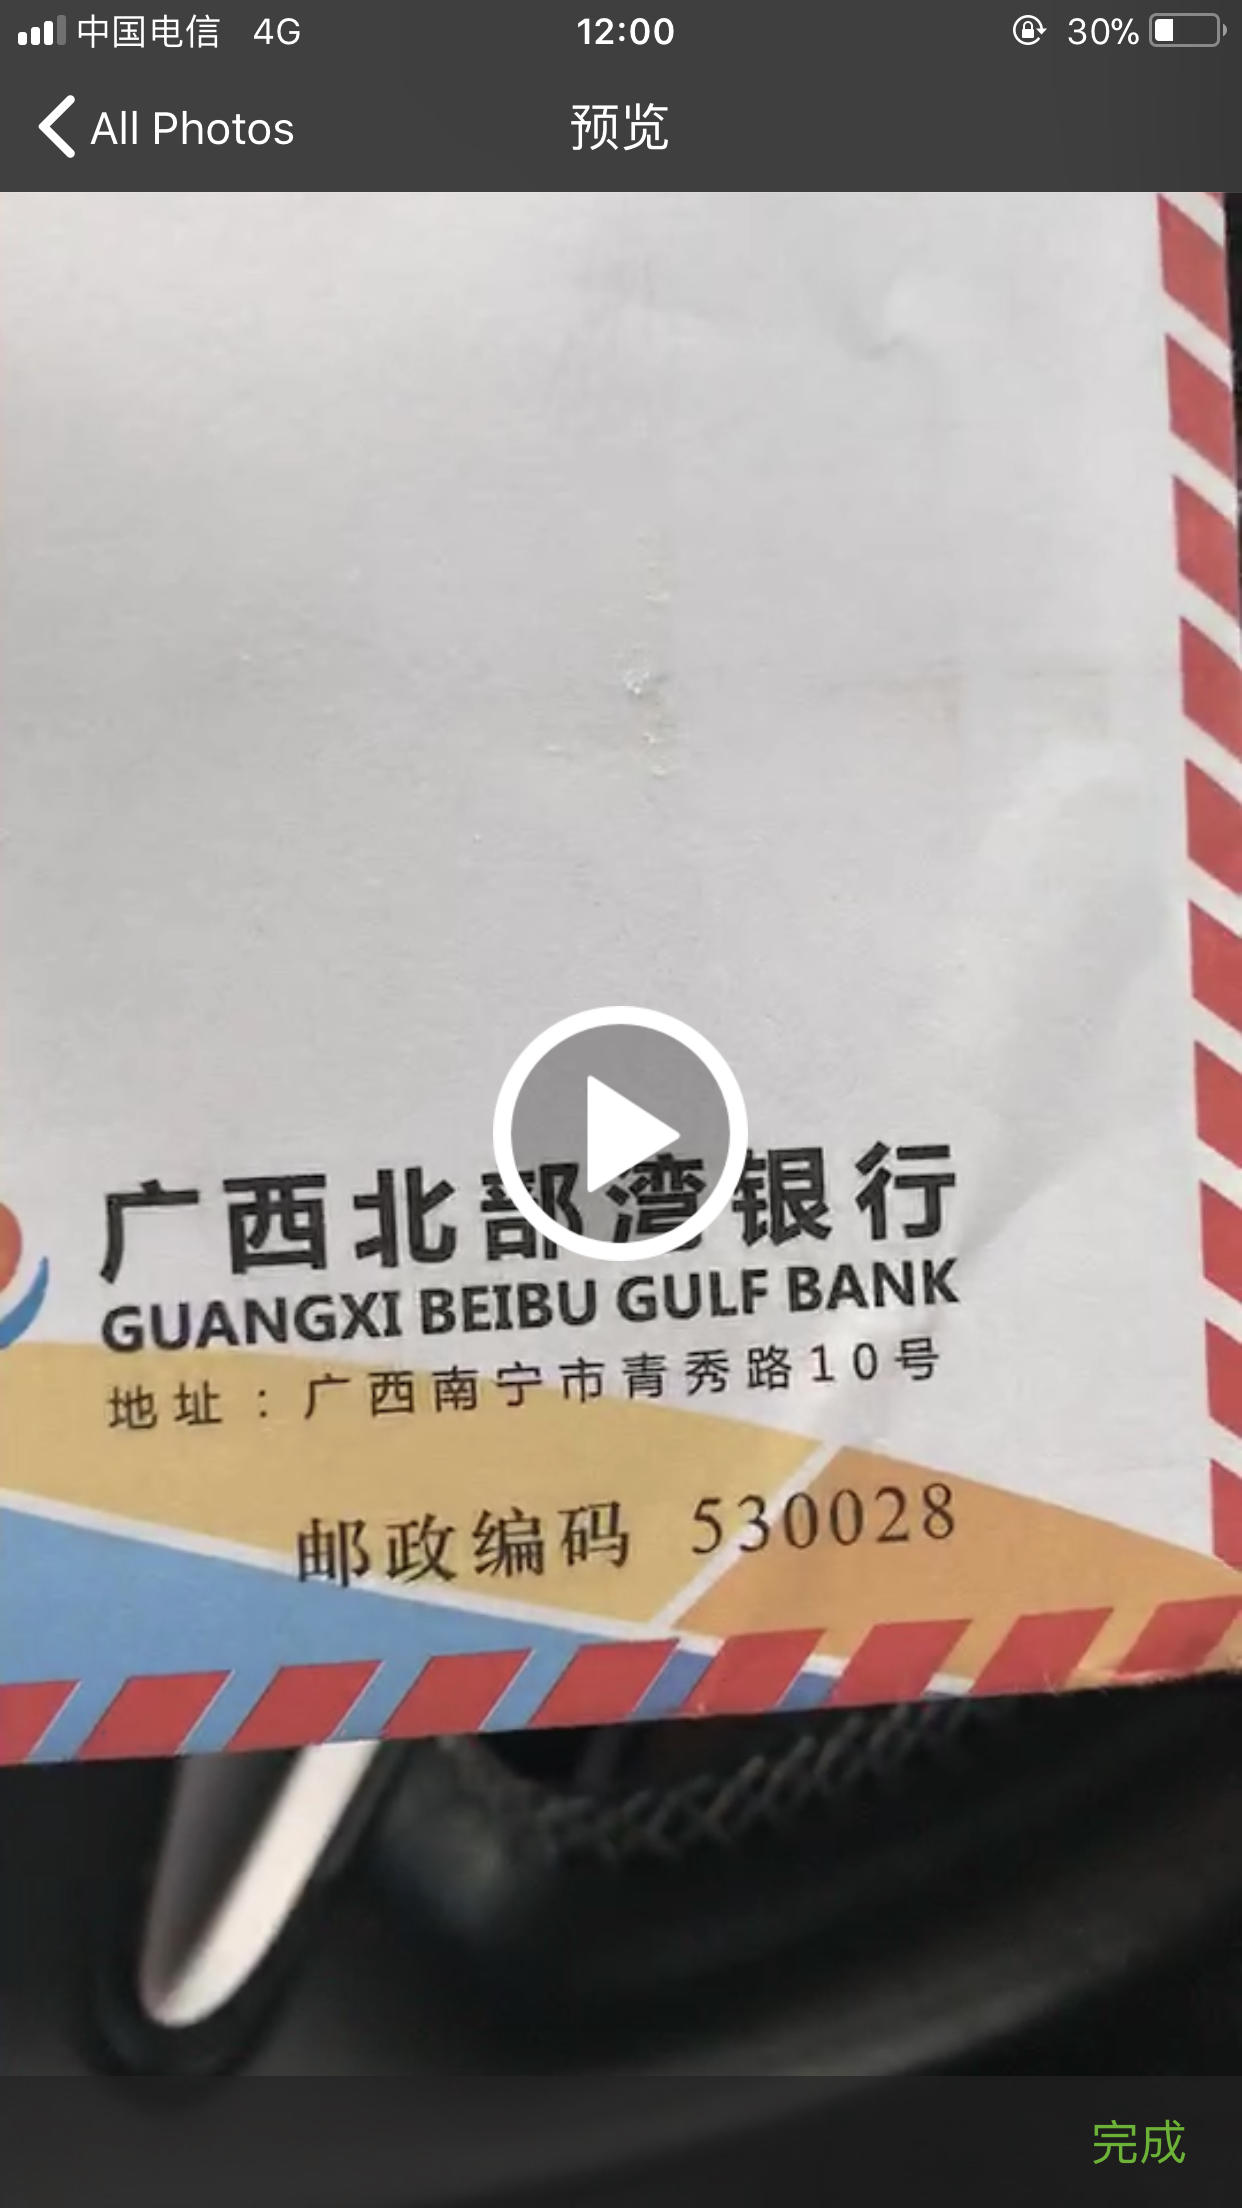 中国电信 4G 12:00 30%
All Photos 预览
广西北部湾银行
GUANGXI BEIBU GULF BANK
地址：广西南宁市青秀路10号
邮政编码 530028
完成